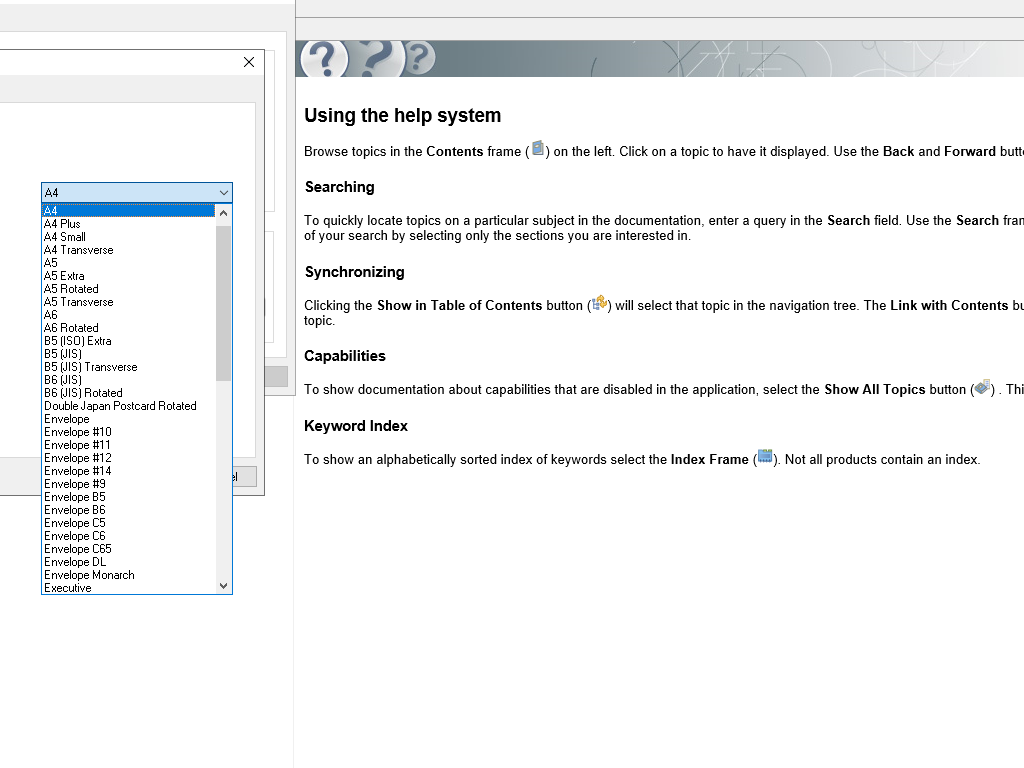 Using the help system
Browse topics in the Contents frame ( ) on the left. Click on a topic to have it displayed. Use the Back and Forward
Searching
To quickly locate topics on a particular subject in the documentation, enter a query in the Search field. Use the Search
of your search by selecting only the sections you are interested in.
Synchronizing
Clicking the Show in Table of Contents button ( ) will select that topic in the navigation tree. The Link with Contents
topic.
Capabilities
To show documentation about capabilities that are disabled in the application, select the Show All Topics button ( ) .
Keyword Index
To show an alphabetically sorted index of keywords select the Index Frame ( ). Not all products contain an index.
A4
A4
A4 Plus
A4 Small
A4 Transverse
A5
A5 Extra
A5 Rotated
A5 Transverse
A6
A6 Rotated
B5 (ISO) Extra
B5 (JIS)
B5 (JIS) Transverse
B6 (JIS)
B6 (JIS) Rotated
Double Japan Postcard Rotated
Envelope
Envelope #10
Envelope #11
Envelope #12
Envelope #14
Envelope #9
Envelope B5
Envelope B6
Envelope C5
Envelope C6
Envelope C65
Envelope DL
Envelope Monarch
Executive